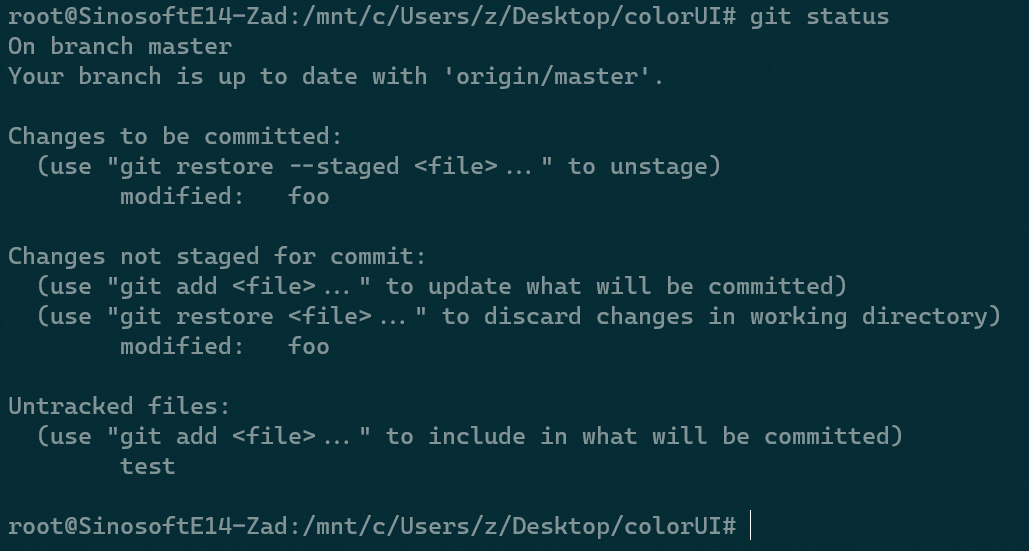 root@SinosoftE14-Zad:/mnt/c/Users/z/Desktop/colorUI# git status
On branch master
Your branch is up to date with 'origin/master'.

Changes to be committed:
  (use "git restore --staged <file>..." to unstage)
        modified:   foo

Changes not staged for commit:
  (use "git add <file>..." to update what will be committed)
  (use "git restore <file>..." to discard changes in working directory)
        modified:   foo

Untracked files:
  (use "git add <file>..." to include in what will be committed)
        test

root@SinosoftE14-Zad:/mnt/c/Users/z/Desktop/colorUI#